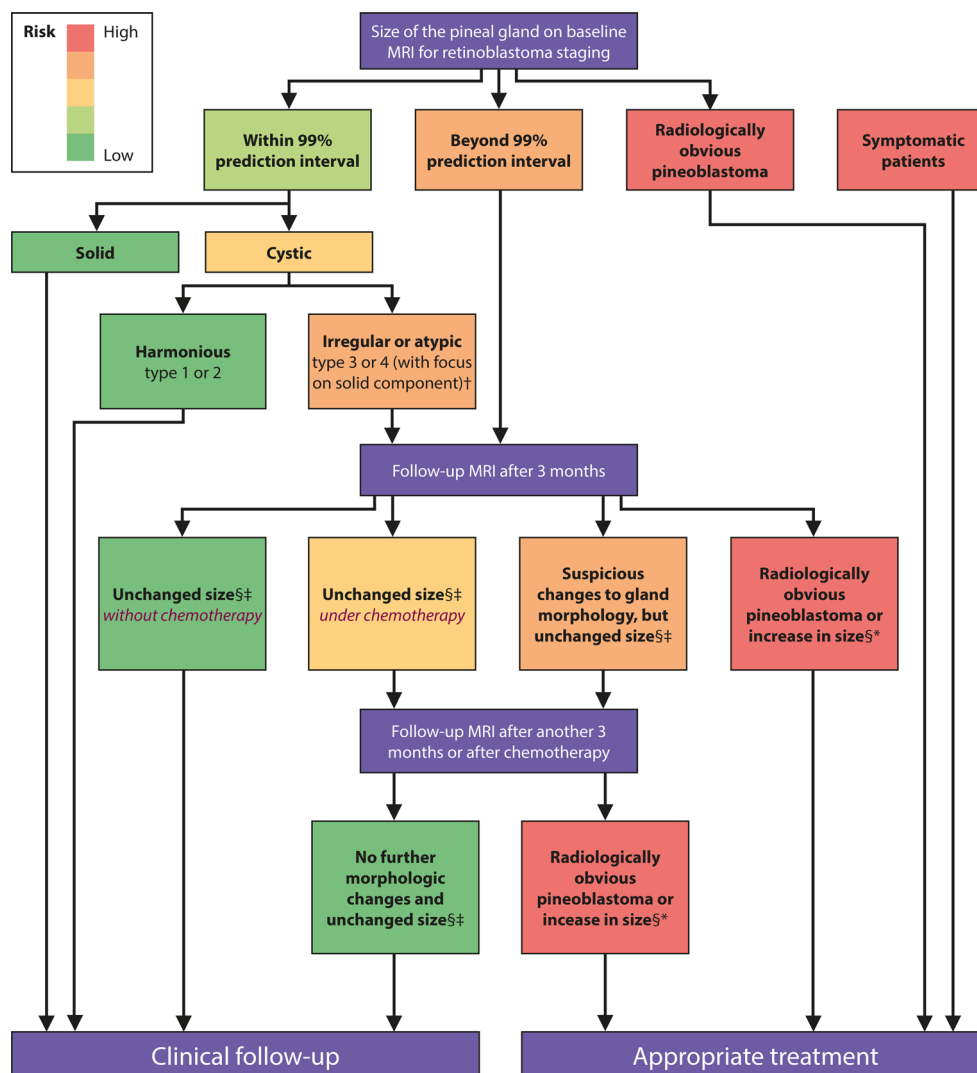 Risk
High
Low
Size of the pineal gland on baseline
MRI for retinoblastoma staging
Within 99%
prediction interval
Beyond 99%
prediction interval
Radiologically
obvious
pineoblastoma
Symptomatic
patients
Solid
Cystic
Harmonious
type 1 or 2
Irregular or atypic
type 3 or 4 (with focus
on solid component)†
Follow-up MRI after 3 months
Unchanged size§‡
without chemotherapy
Unchanged size§‡
under chemotherapy
Suspicious
changes to gland
morphology, but
unchanged size§‡
Radiologically
obvious
pineoblastoma or
increase in size§*
Follow-up MRI after another 3
months or after chemotherapy
No further
morphologic
changes and
unchanged size§‡
Radiologically
obvious
pineoblastoma or
incease in size§*
Clinical follow-up
Appropriate treatment